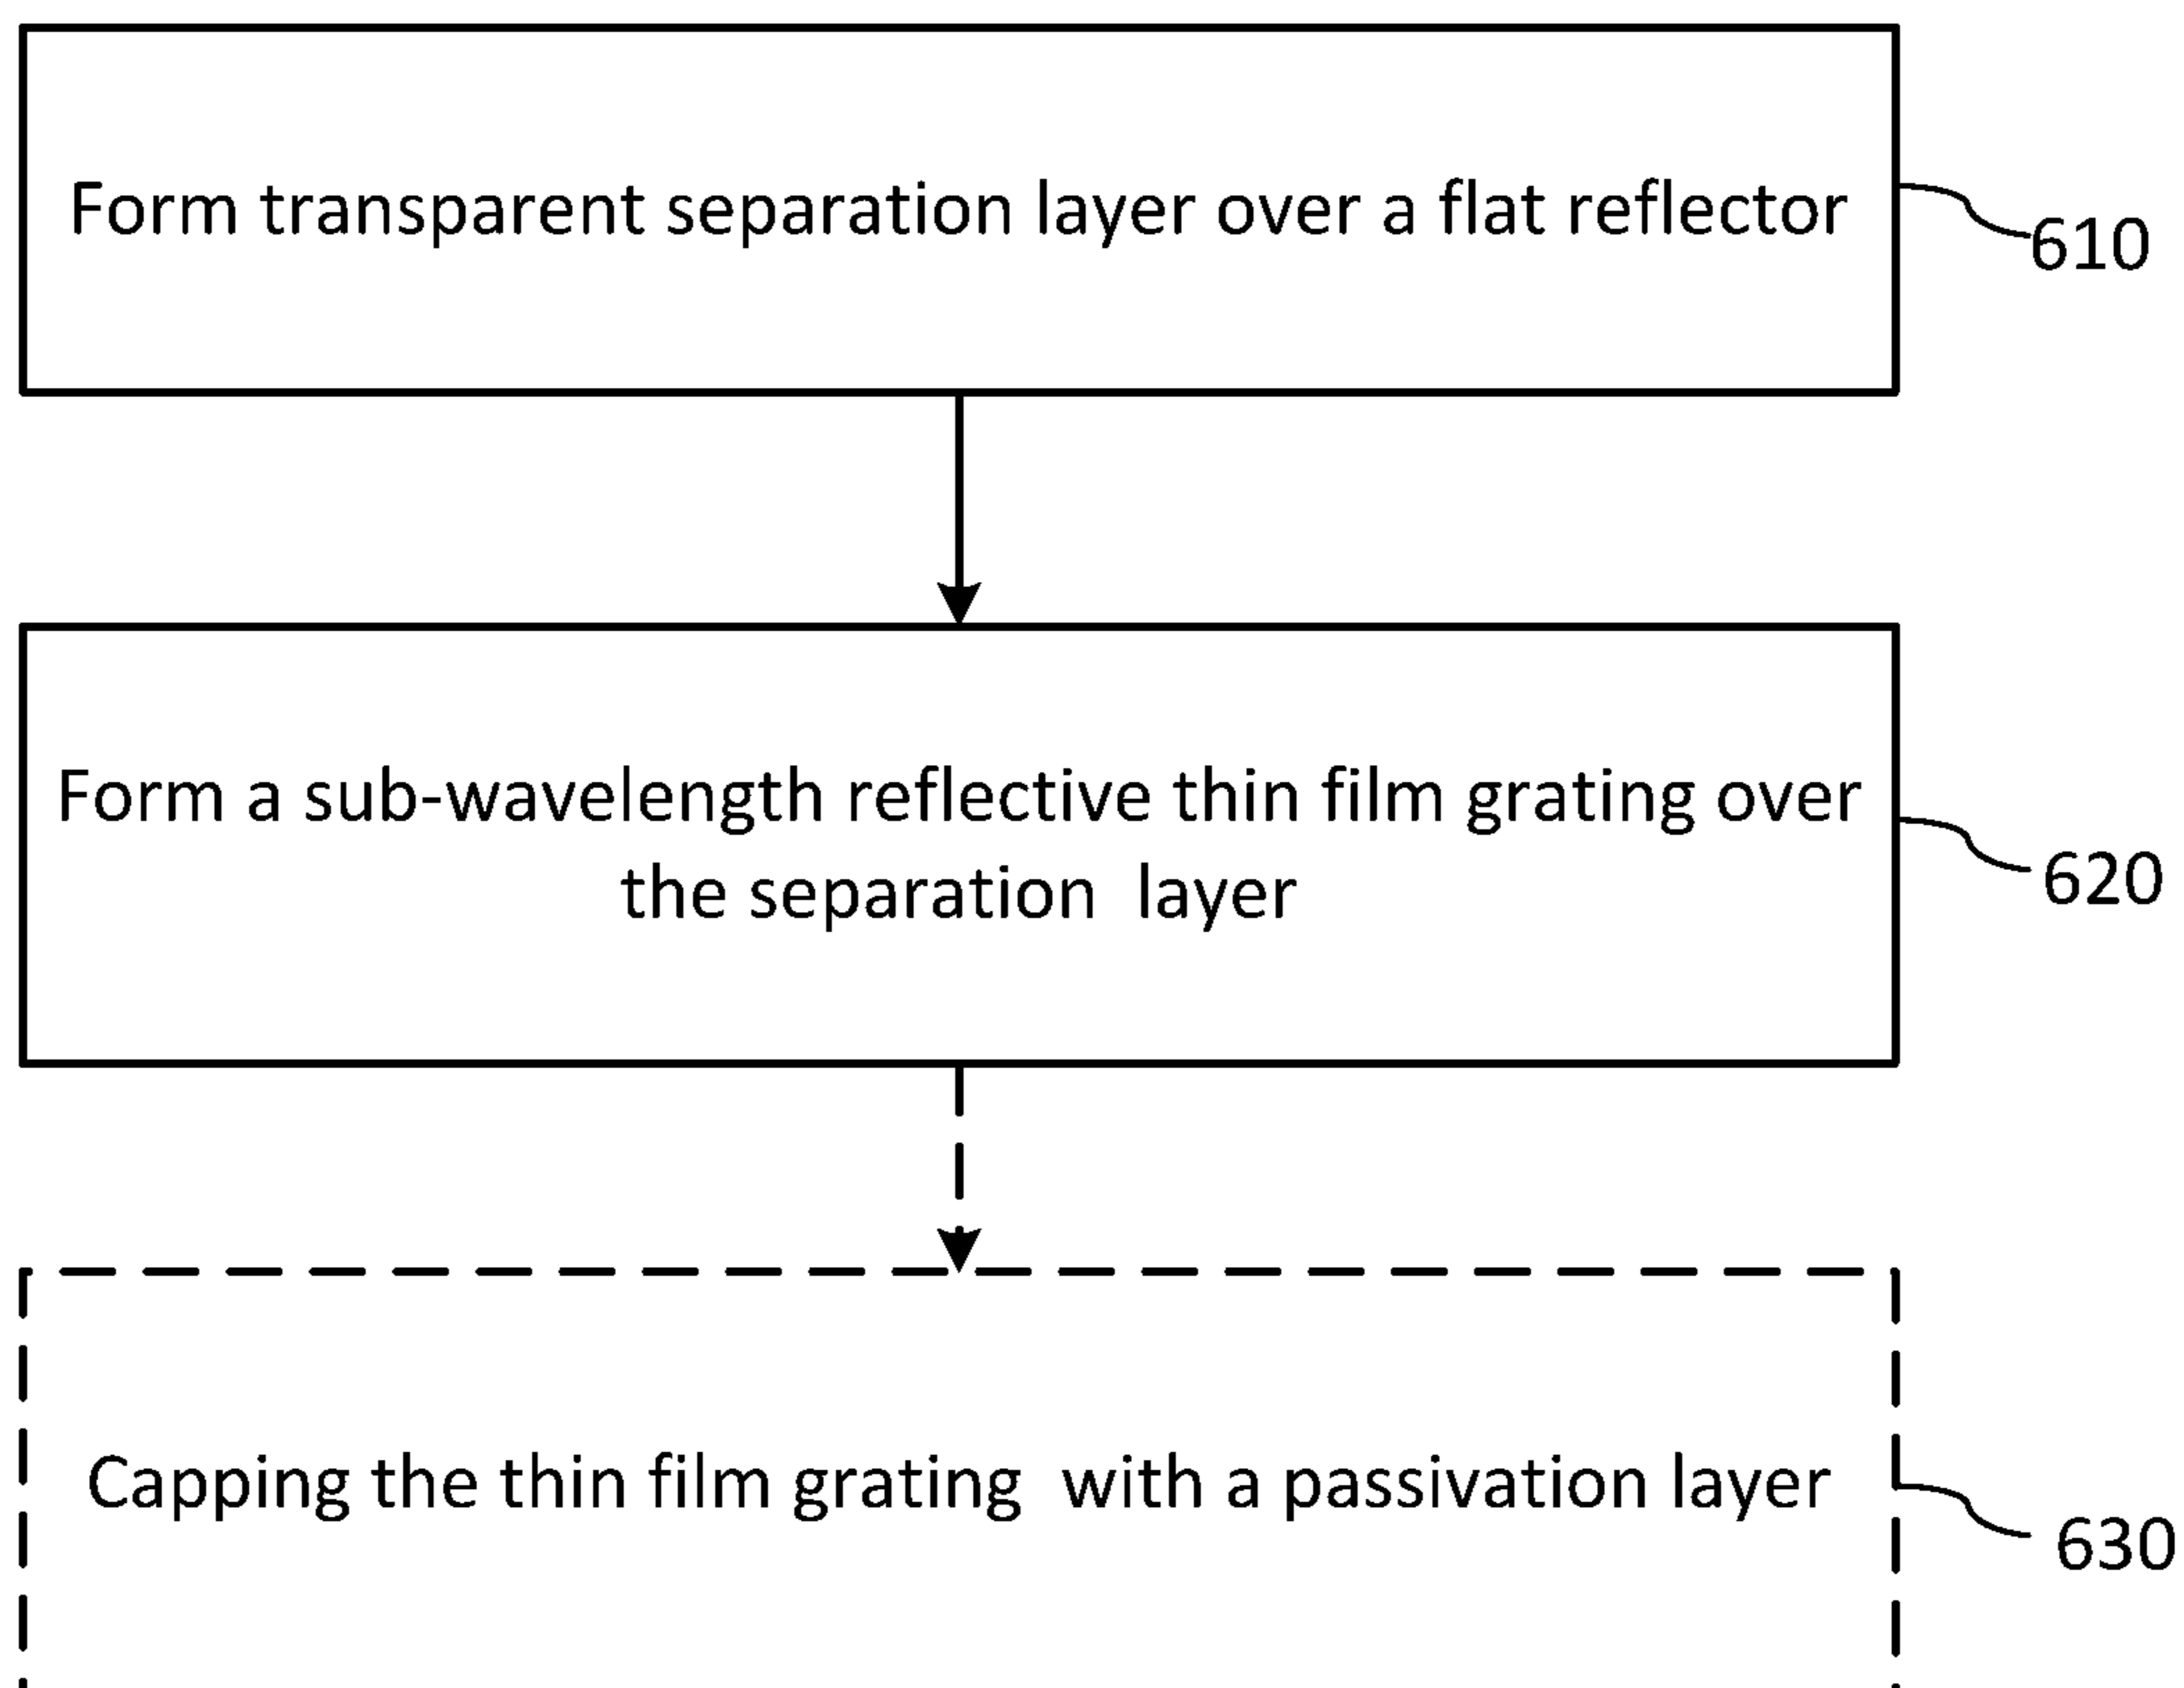 Form transparent separation layer over a flat reflector
610
Form a sub-wavelength reflective thin film grating over
the separation layer
620
Capping the thin film grating with a passivation layer
630